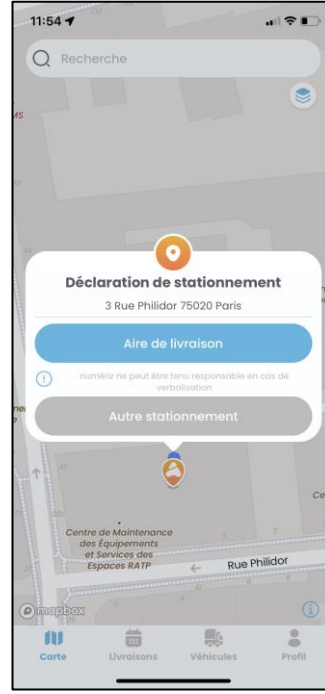 11:54
Recherche
Déclaration de stationnement
3 Rue Philidor 75020 Paris
Aire de livraison
numériz ne peut être tenu responsable en cas de
verbalisation
Autre stationnement
Centre de Maintenance
des Équipements
et Services des
Espaces RATP
Rue Philidor
mapbox
Carte
Livraisons
Véhicules
Profil